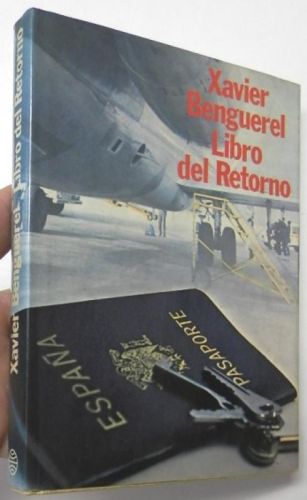 Xavier
Benguerel
Libro
del Retorno
Xavier Benguerel. Libro del Retorno
ESPAÑA
PASAPORTE